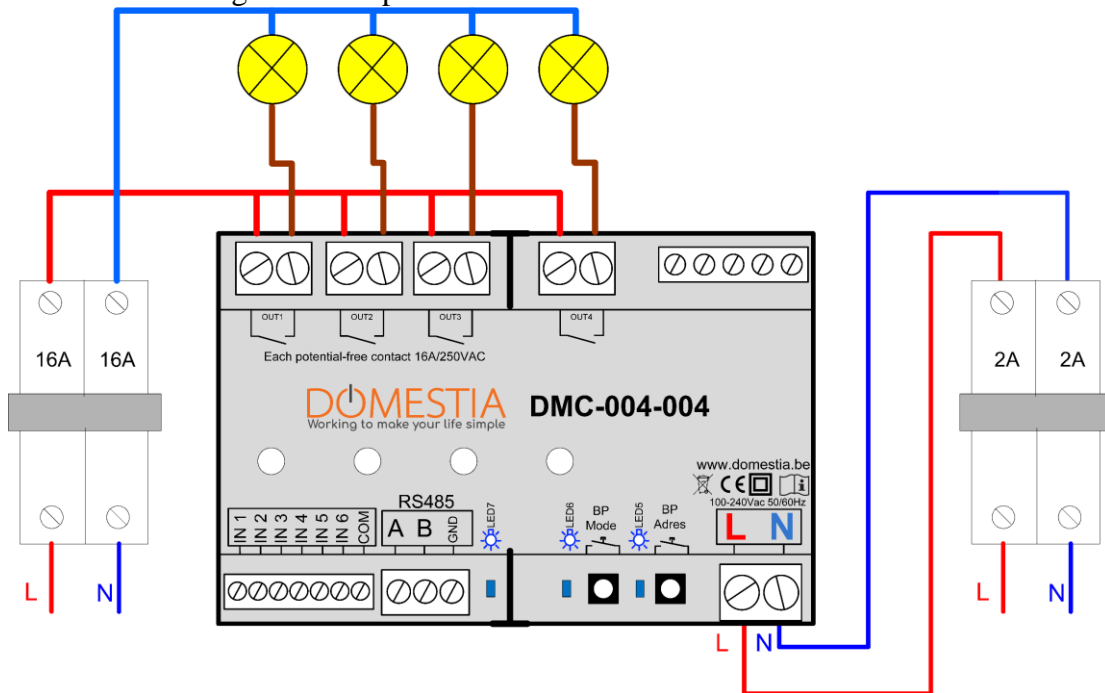 16A 16A
OUT1 OUT2 OUT3 OUT4
Each potential-free contact 16A/250VAC
2A 2A
DOMESTIA DMC-004-004
Working to make your life simple
www.domestia.be
CE
100-240Vac 50/60Hz
RS485
IN 1 IN 2 IN 3 IN 4 IN 5 IN 6 COM
A B GND
LED7
LED6
BP
Mode
LED5
BP
Adres
L N
L N
L N
L N